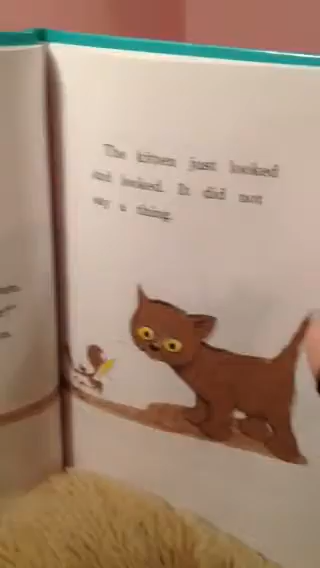 The kitten just looked
and looked. It did not
say a thing.